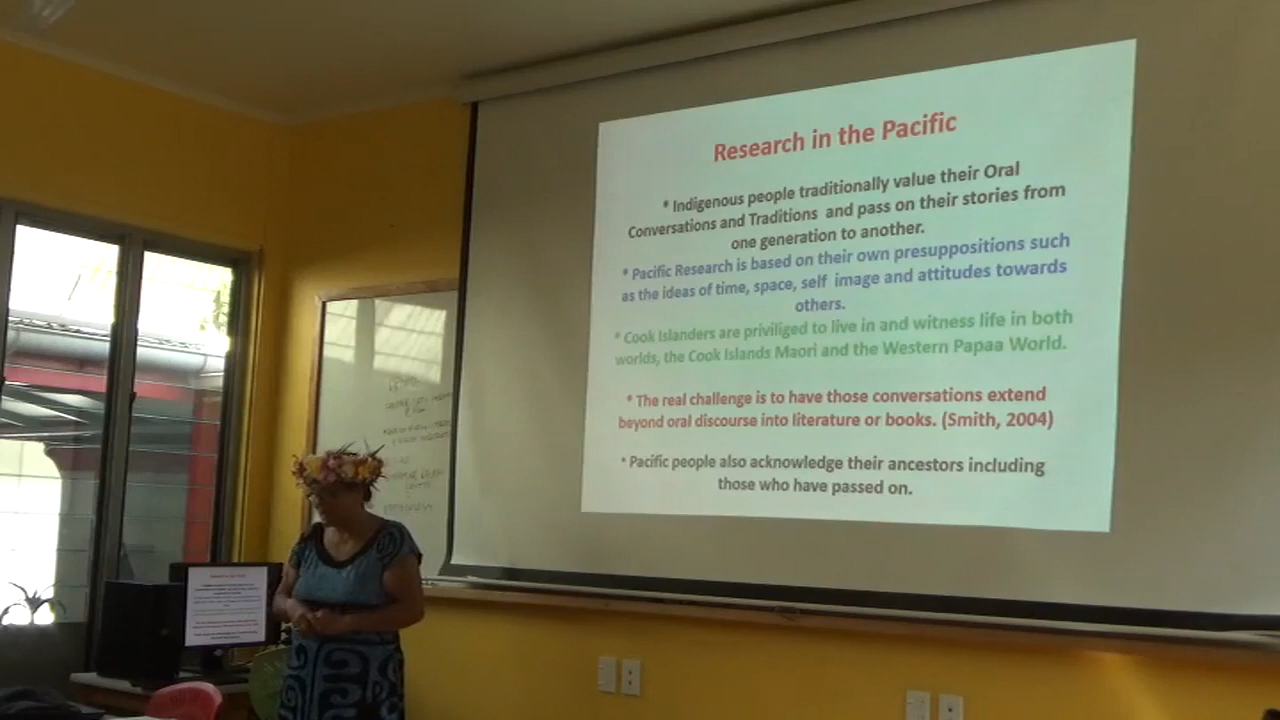 Research in the Pacific
* Indigenous people traditionally value their Oral
Conversations and Traditions and pass on their stories from
one generation to another.
* Pacific Research is based on their own presuppositions such
as the ideas of time, space, self image and attitudes towards
others.
* Cook Islanders are priviliged to live in and witness life in both
worlds, the Cook Islands Maori and the Western Papaa World.
* The real challenge is to have those conversations extend
beyond oral discourse into literature or books. (Smith, 2004)
* Pacific people also acknowledge their ancestors including
those who have passed on.